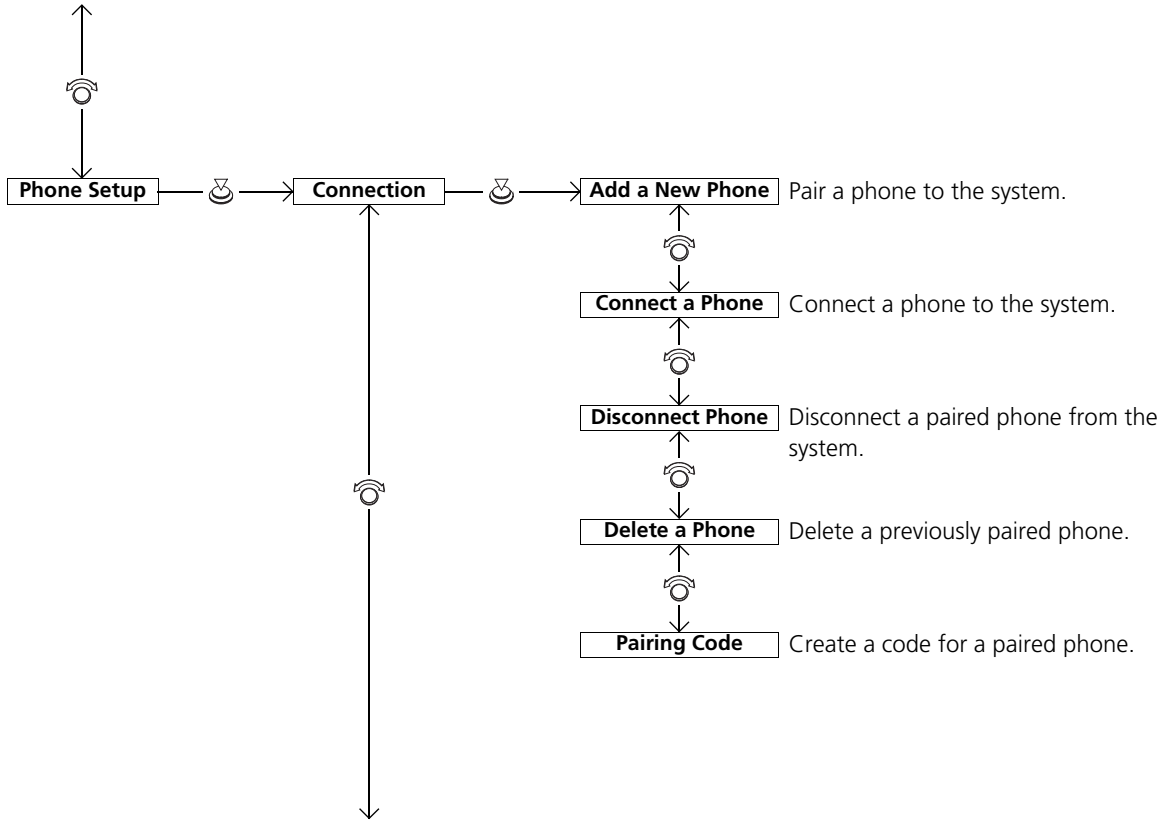 Phone Setup
Connection
Add a New Phone
Pair a phone to the system.
Connect a Phone
Connect a phone to the system.
Disconnect Phone
Disconnect a paired phone from the
system.
Delete a Phone
Delete a previously paired phone.
Pairing Code
Create a code for a paired phone.